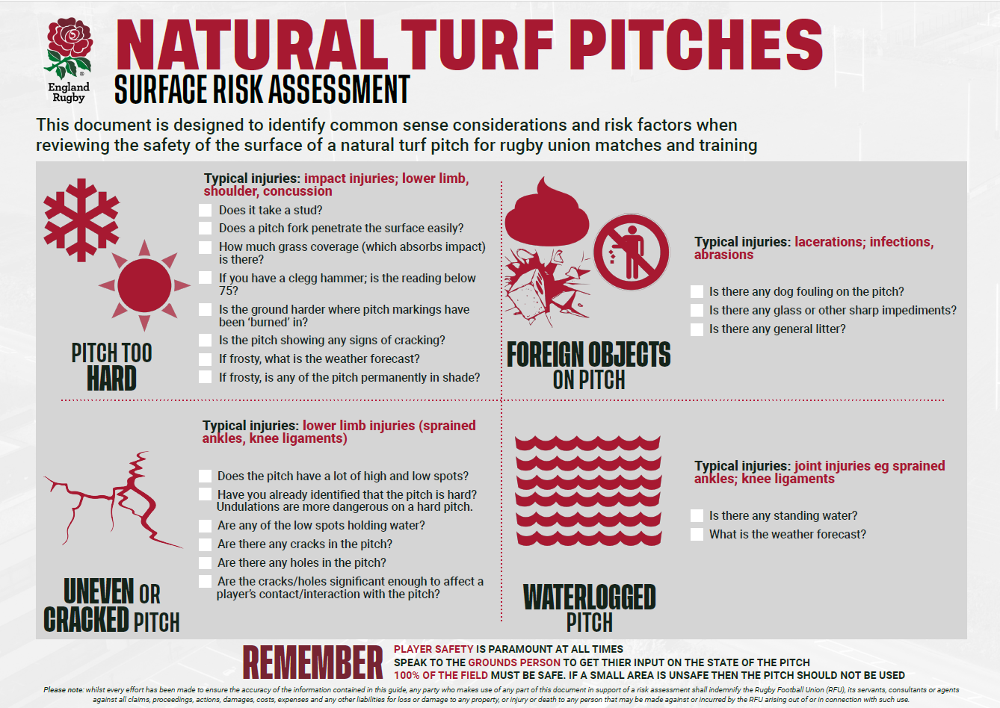 England
Rugby
NATURAL TURF PITCHES
SURFACE RISK ASSESSMENT
This document is designed to identify common sense considerations and risk factors when
reviewing the safety of the surface of a natural turf pitch for rugby union matches and training
PITCH TOO
HARD
Typical injuries: impact injuries; lower limb,
shoulder, concussion
Does it take a stud?
Does a pitch fork penetrate the surface easily?
How much grass coverage (which absorbs impact)
is there?
If you have a clegg hammer; is the reading below
75?
Is the ground harder where pitch markings have
been ‘burned’ in?
Is the pitch showing any signs of cracking?
If frosty, what is the weather forecast?
If frosty, is any of the pitch permanently in shade?
FOREIGN OBJECTS
ON PITCH
Typical injuries: lacerations; infections,
abrasions
Is there any dog fouling on the pitch?
Is there any glass or other sharp impediments?
Is there any general litter?
UNEVEN OR
CRACKED PITCH
Typical injuries: lower limb injuries (sprained
ankles, knee ligaments)
Does the pitch have a lot of high and low spots?
Have you already identified that the pitch is hard?
Undulations are more dangerous on a hard pitch.
Are any of the low spots holding water?
Are there any cracks in the pitch?
Are there any holes in the pitch?
Are the cracks/holes significant enough to affect a
player’s contact/interaction with the pitch?
WATERLOGGED
PITCH
Typical injuries: joint injuries eg sprained
ankles; knee ligaments
Is there any standing water?
What is the weather forecast?
REMEMBER
PLAYER SAFETY IS PARAMOUNT AT ALL TIMES
SPEAK TO THE GROUNDS PERSON TO GET THIER INPUT ON THE STATE OF THE PITCH
100% OF THE FIELD MUST BE SAFE. IF A SMALL AREA IS UNSAFE THEN THE PITCH SHOULD NOT BE USED
Please note: whilst every effort has been made to ensure the accuracy of the information contained in this guide, any party who makes use of any part of this document in support of a risk assessment shall indemnify the Rugby Football Union (RFU), its servants, consultants or agents
against all claims, proceedings, actions, damages, costs, expenses and any other liabilities for loss or damage to any property, or injury or death to any person that may be made against or incurred by the RFU arising out of or in connection with such use.